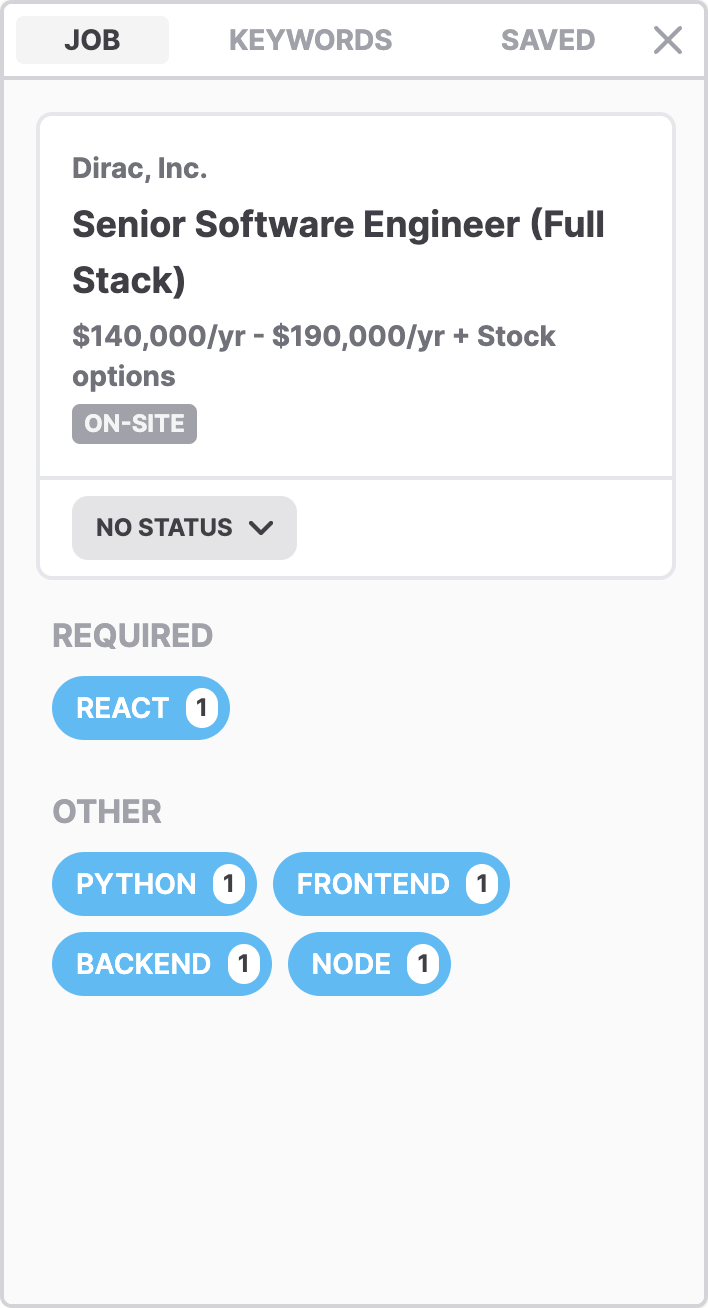 JOB KEYWORDS SAVED
Dirac, Inc.
Senior Software Engineer (Full
Stack)
$140,000/yr - $190,000/yr + Stock
options
ON-SITE
NO STATUS
REQUIRED
REACT 1
OTHER
PYTHON 1 FRONTEND 1
BACKEND 1 NODE 1